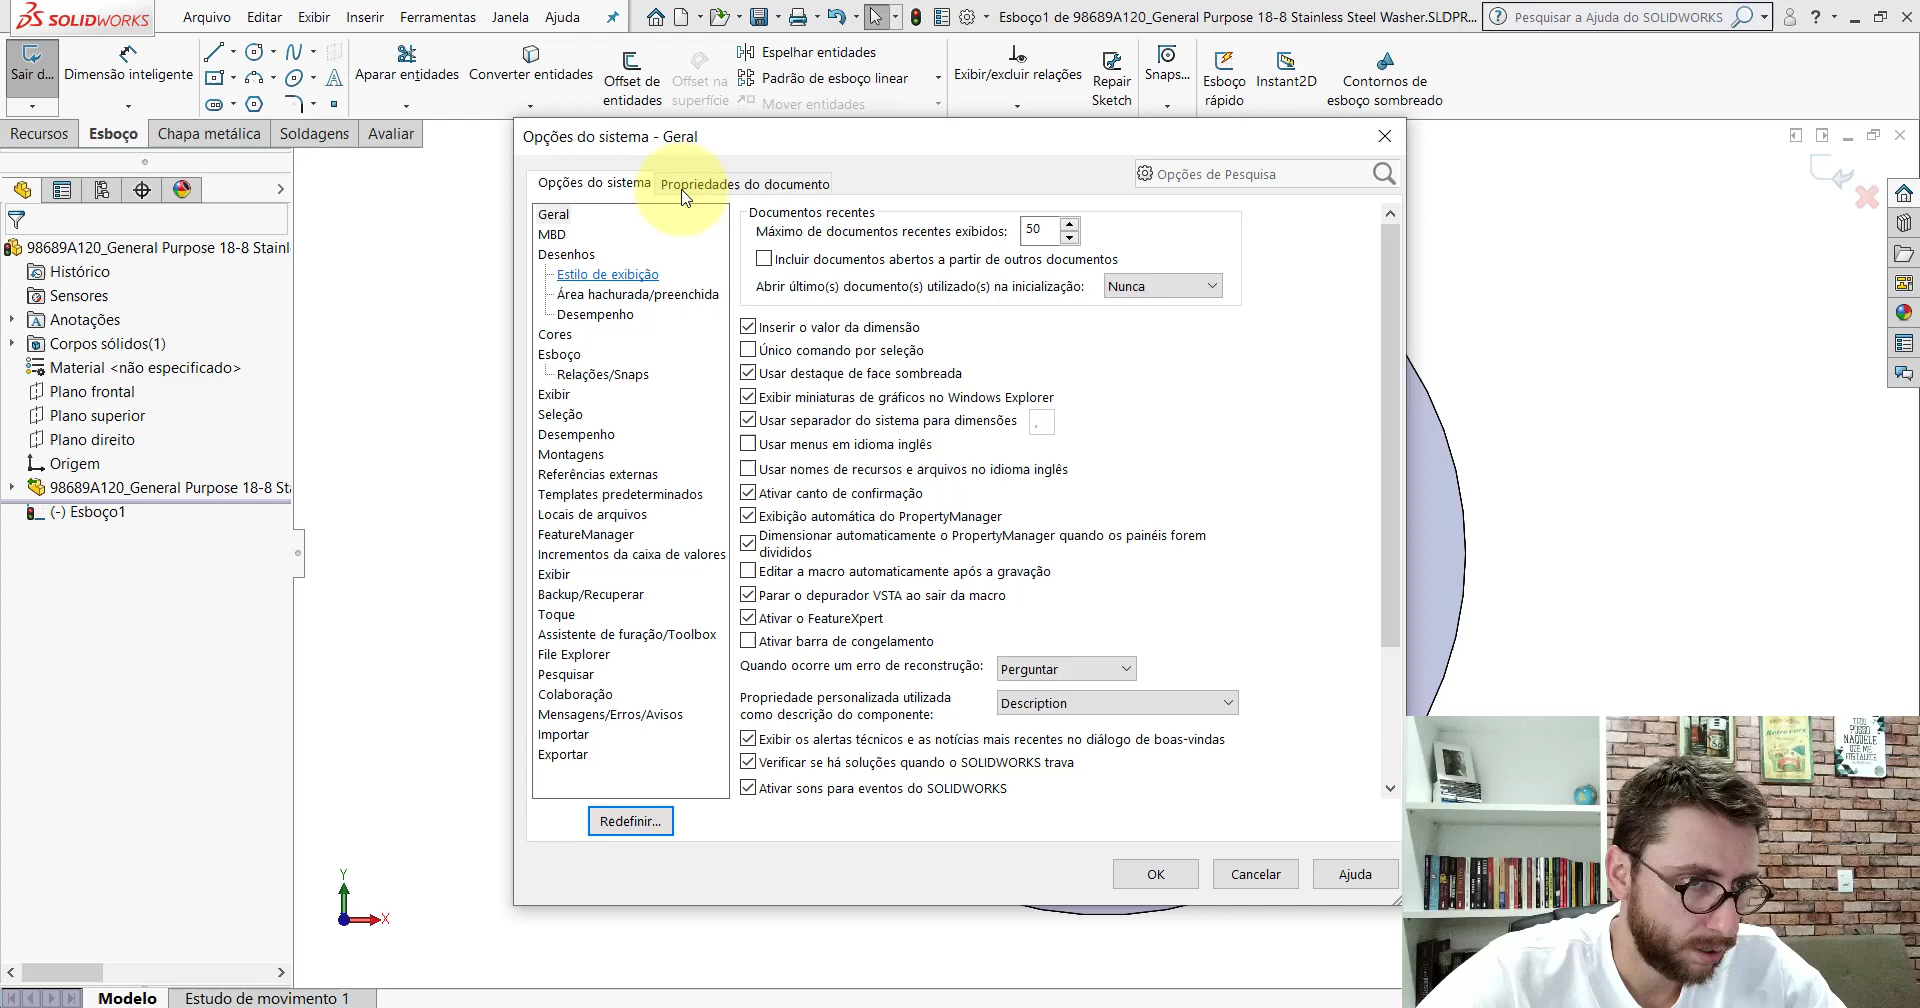 SOLIDWORKS
Arquivo Editar Exibir Inserir Ferramentas Janela Ajuda
Esboço1 de 98689A120_General Purpose 18-8 Stainless Steel Washer.SLDPR...
Pesquisar a Ajuda do SOLIDWORKS
Sair d...
Dimensão inteligente
Aparar entidades
Converter entidades
Offset de
entidades
Offset na
superfície
Espelhar entidades
Padrão de esboço linear
Mover entidades
Exibir/excluir relações
Repair
Sketch
Snaps...
Esboço
rápido
Instant2D
Contornos de
esboço sombreado
Recursos Esboço Chapa metálica Soldagens Avaliar
98689A120_General Purpose 18-8 Stainl
Histórico
Sensores
Anotações
Corpos sólidos(1)
Material <não especificado>
Plano frontal
Plano superior
Plano direito
Origem
98689A120_General Purpose 18-8 Sta
(-) Esboço1
Opções do sistema - Geral
Opções do sistema Propriedades do documento
Opções de Pesquisa
Geral
MBD
Desenhos
Estilo de exibição
Área hachurada/preenchida
Desempenho
Cores
Esboço
Relações/Snaps
Exibir
Seleção
Desempenho
Montagens
Referências externas
Templates predeterminados
Locais de arquivos
FeatureManager
Incrementos da caixa de valores
Exibir
Backup/Recuperar
Toque
Assistente de furação/Toolbox
File Explorer
Pesquisar
Colaboração
Mensagens/Erros/Avisos
Importar
Exportar
Redefinir...
Documentos recentes
Máximo de documentos recentes exibidos: 50
Incluir documentos abertos a partir de outros documentos
Abrir último(s) documento(s) utilizado(s) na inicialização: Nunca
Inserir o valor da dimensão
Único comando por seleção
Usar destaque de face sombreada
Exibir miniaturas de gráficos no Windows Explorer
Usar separador do sistema para dimensões ,
Usar menus em idioma inglês
Usar nomes de recursos e arquivos no idioma inglês
Ativar canto de confirmação
Exibição automática do PropertyManager
Dimensionar automaticamente o PropertyManager quando os painéis forem
divididos
Editar a macro automaticamente após a gravação
Parar o depurador VSTA ao sair da macro
Ativar o FeatureXpert
Ativar barra de congelamento
Quando ocorre um erro de reconstrução: Perguntar
Propriedade personalizada utilizada
como descrição do componente:
Description
Exibir os alertas técnicos e as notícias mais recentes no diálogo de boas-vindas
Verificar se há soluções quando o SOLIDWORKS trava
Ativar sons para eventos do SOLIDWORKS
OK Cancelar Ajuda
Y
X
Modelo Estudo de movimento 1
TUDO
POSSO
NAQUELE
QUE ME
FORTALECE